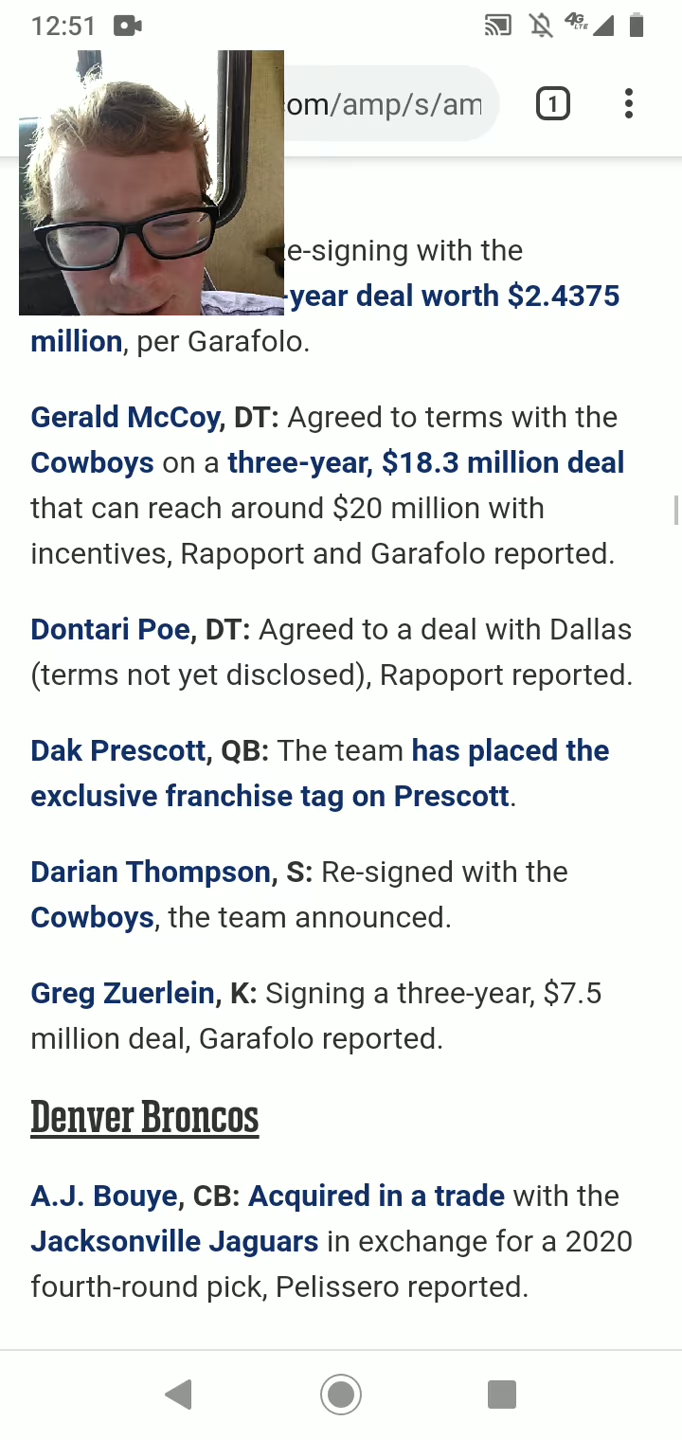 12:51
4G
LTE
om/amp/s/am
1
e-signing with the
-year deal worth $2.4375
million, per Garafolo.
Gerald McCoy, DT: Agreed to terms with the
Cowboys on a three-year, $18.3 million deal
that can reach around $20 million with
incentives, Rapoport and Garafolo reported.
Dontari Poe, DT: Agreed to a deal with Dallas
(terms not yet disclosed), Rapoport reported.
Dak Prescott, QB: The team has placed the
exclusive franchise tag on Prescott.
Darian Thompson, S: Re-signed with the
Cowboys, the team announced.
Greg Zuerlein, K: Signing a three-year, $7.5
million deal, Garafolo reported.
Denver Broncos
A.J. Bouye, CB: Acquired in a trade with the
Jacksonville Jaguars in exchange for a 2020
fourth-round pick, Pelissero reported.